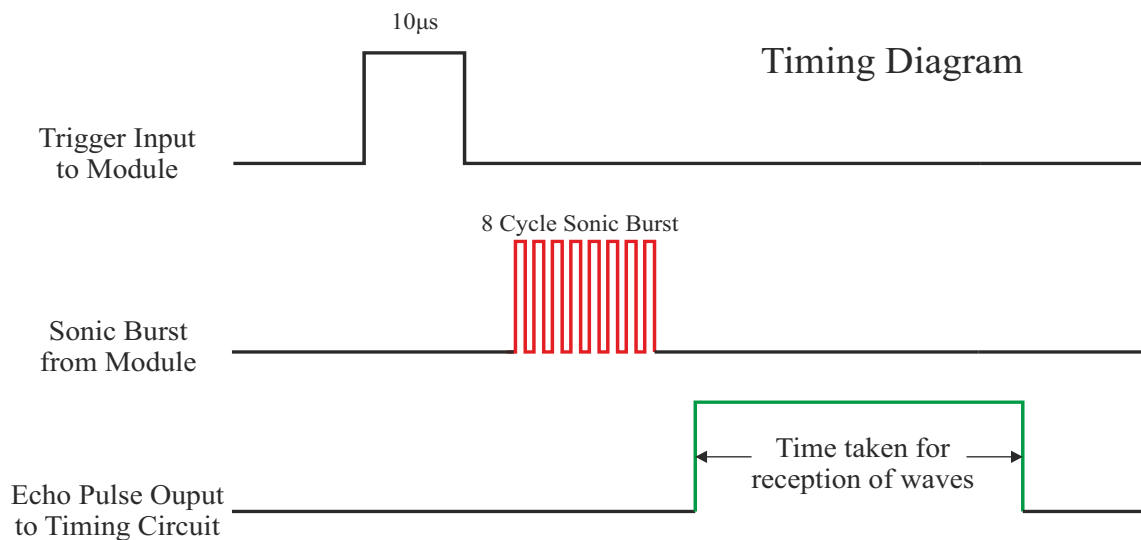 10μs
Timing Diagram
Trigger Input
to Module
8 Cycle Sonic Burst
Sonic Burst
from Module
Time taken for
reception of waves
Echo Pulse Ouput
to Timing Circuit